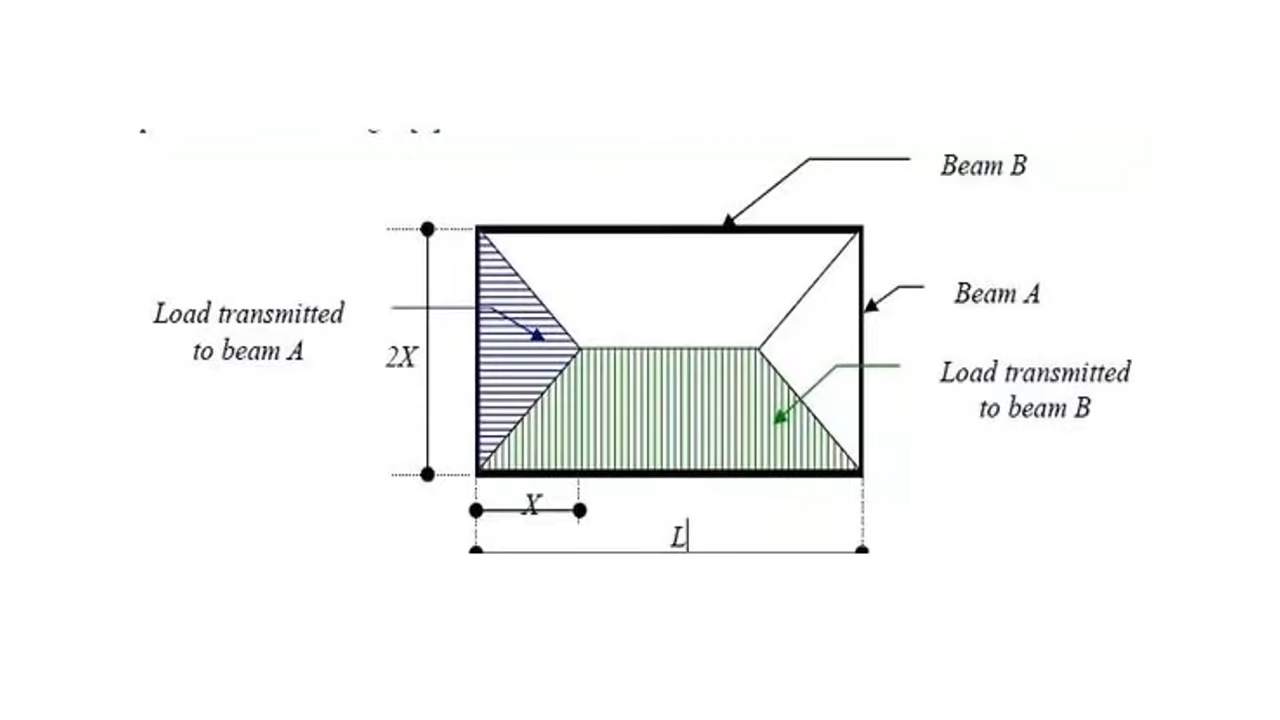 Beam B
Load transmitted
to beam A
Beam A
2X
Load transmitted
to beam B
X
L